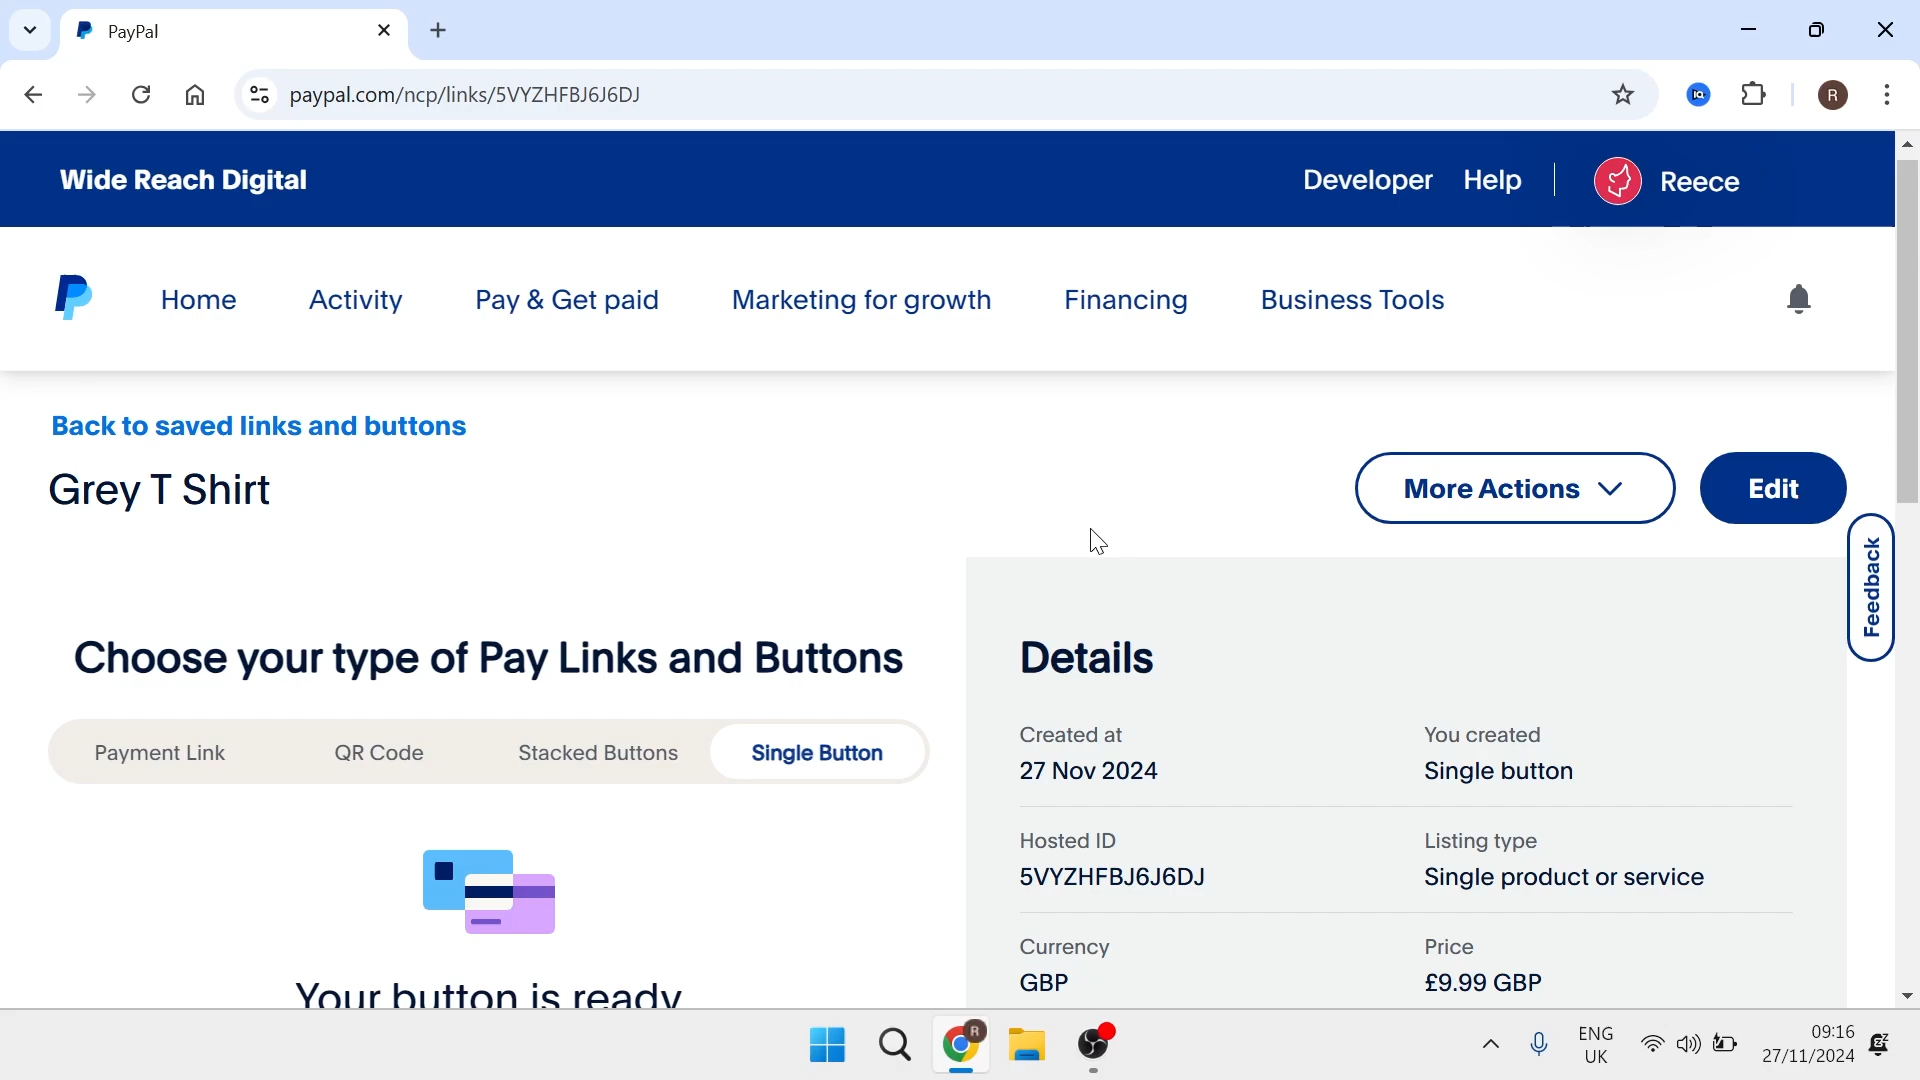 PayPal
paypal.com/ncp/links/5VYZHFBJ6J6DJ
R
Wide Reach Digital
Developer
Help
Reece
Home
Activity
Pay & Get paid
Marketing for growth
Financing
Business Tools
Back to saved links and buttons
Grey T Shirt
More Actions
Edit
Feedback
Choose your type of Pay Links and Buttons
Payment Link
QR Code
Stacked Buttons
Single Button
Your button is ready
Details
Created at
You created
27 Nov 2024
Single button
Hosted ID
Listing type
5VYZHFBJ6J6DJ
Single product or service
Currency
Price
GBP
£9.99 GBP
R
ENG
UK
09:16
27/11/2024